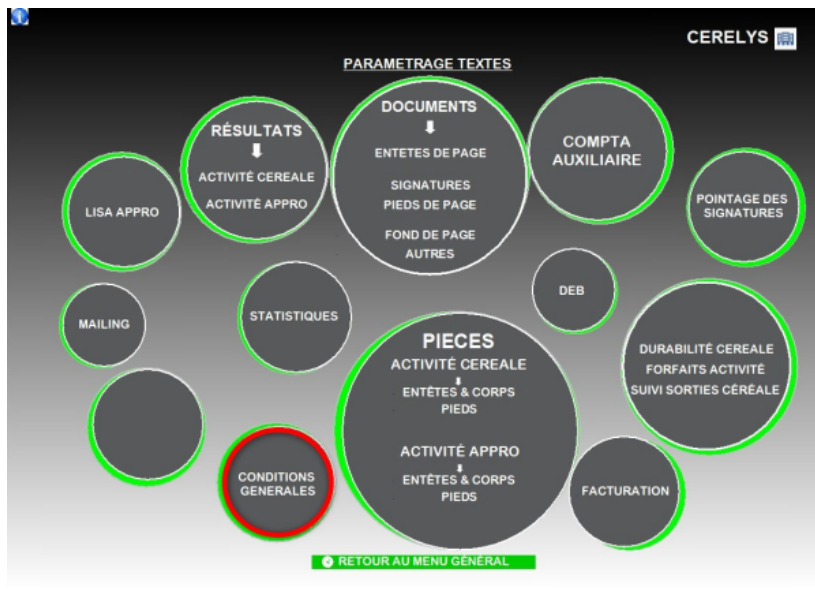 CERELYS
PARAMETRAGE TEXTES
DOCUMENTS
ENTETES DE PAGE
SIGNATURES
PIEDS DE PAGE
FOND DE PAGE
AUTRES
RÉSULTATS
ACTIVITÉ CEREALE
ACTIVITÉ APPRO
COMPTA
AUXILIAIRE
LISA APPRO
POINTAGE DES
SIGNATURES
MAILING
STATISTIQUES
DEB
PIECES
ACTIVITÉ CEREALE
ENTÊTES & CORPS
PIEDS
ACTIVITÉ APPRO
ENTÊTES & CORPS
PIEDS
DURABILITÉ CEREALE
FORFAITS ACTIVITÉ
SUIVI SORTIES CÉRÉALE
CONDITIONS
GENERALES
FACTURATION
RETOUR AU MENU GÉNÉRAL